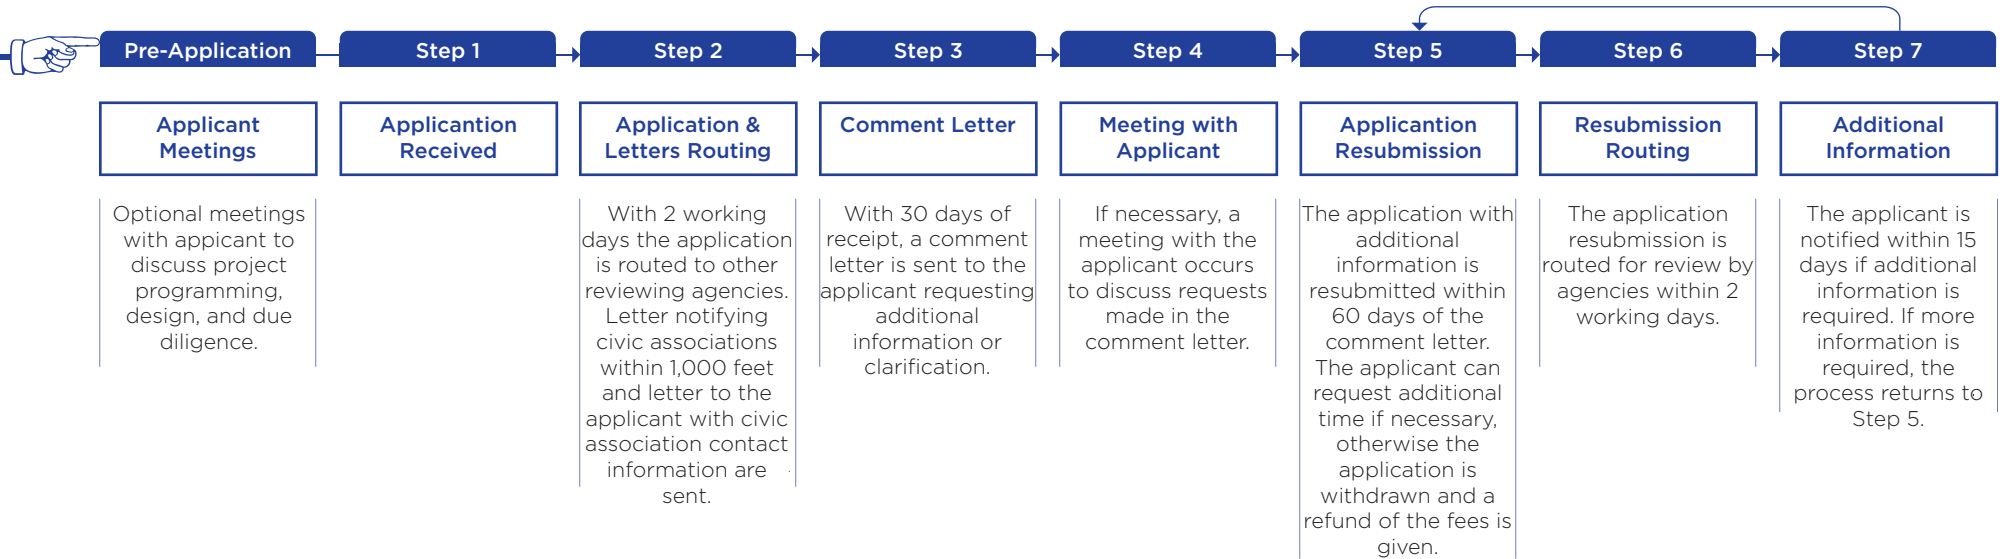 Pre-Application
Applicant
Meetings
Optional meetings
with appicant to
discuss project
programming,
design, and due
diligence.
Step 1
Applicantion
Received
Step 2
Application &
Letters Routing
With 2 working
days the application
is routed to other
reviewing agencies.
Letter notifying
civic associations
within 1,000 feet
and letter to the
applicant with civic
association contact
information are
sent.
Step 3
Comment Letter
With 30 days of
receipt, a comment
letter is sent to the
applicant requesting
additional
information or
clarification.
Step 4
Meeting with
Applicant
If necessary, a
meeting with the
applicant occurs
to discuss requests
made in the
comment letter.
Step 5
Applicantion
Resubmission
The application with
additional
information is
resubmitted within
60 days of the
comment letter.
The applicant can
request additional
time if necessary,
otherwise the
application is
withdrawn and a
refund of the fees is
given.
Step 6
Resubmission
Routing
The application
resubmission is
routed for review by
agencies within 2
working days.
Step 7
Additional
Information
The applicant is
notified within 15
days if additional
information is
required. If more
information is
required, the
process returns to
Step 5.